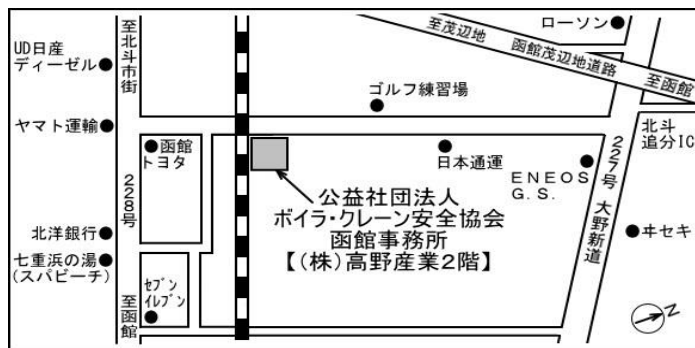 至北斗市街
UD日産
ディーゼル
ヤマト運輸
函館
トヨタ
228号
北洋銀行
七重浜の湯
(スパビーチ)
セブン
イレブン
至函館
ローソン
至茂辺地
函館茂辺地道路
至函館
ゴルフ練習場
北斗
追分IC
日本通運
ENEOS
G.S.
227号
大野新道
ヰセキ
公益社団法人
ボイラ・クレーン安全協会
函館事務所
【(株)高野産業2階】
N